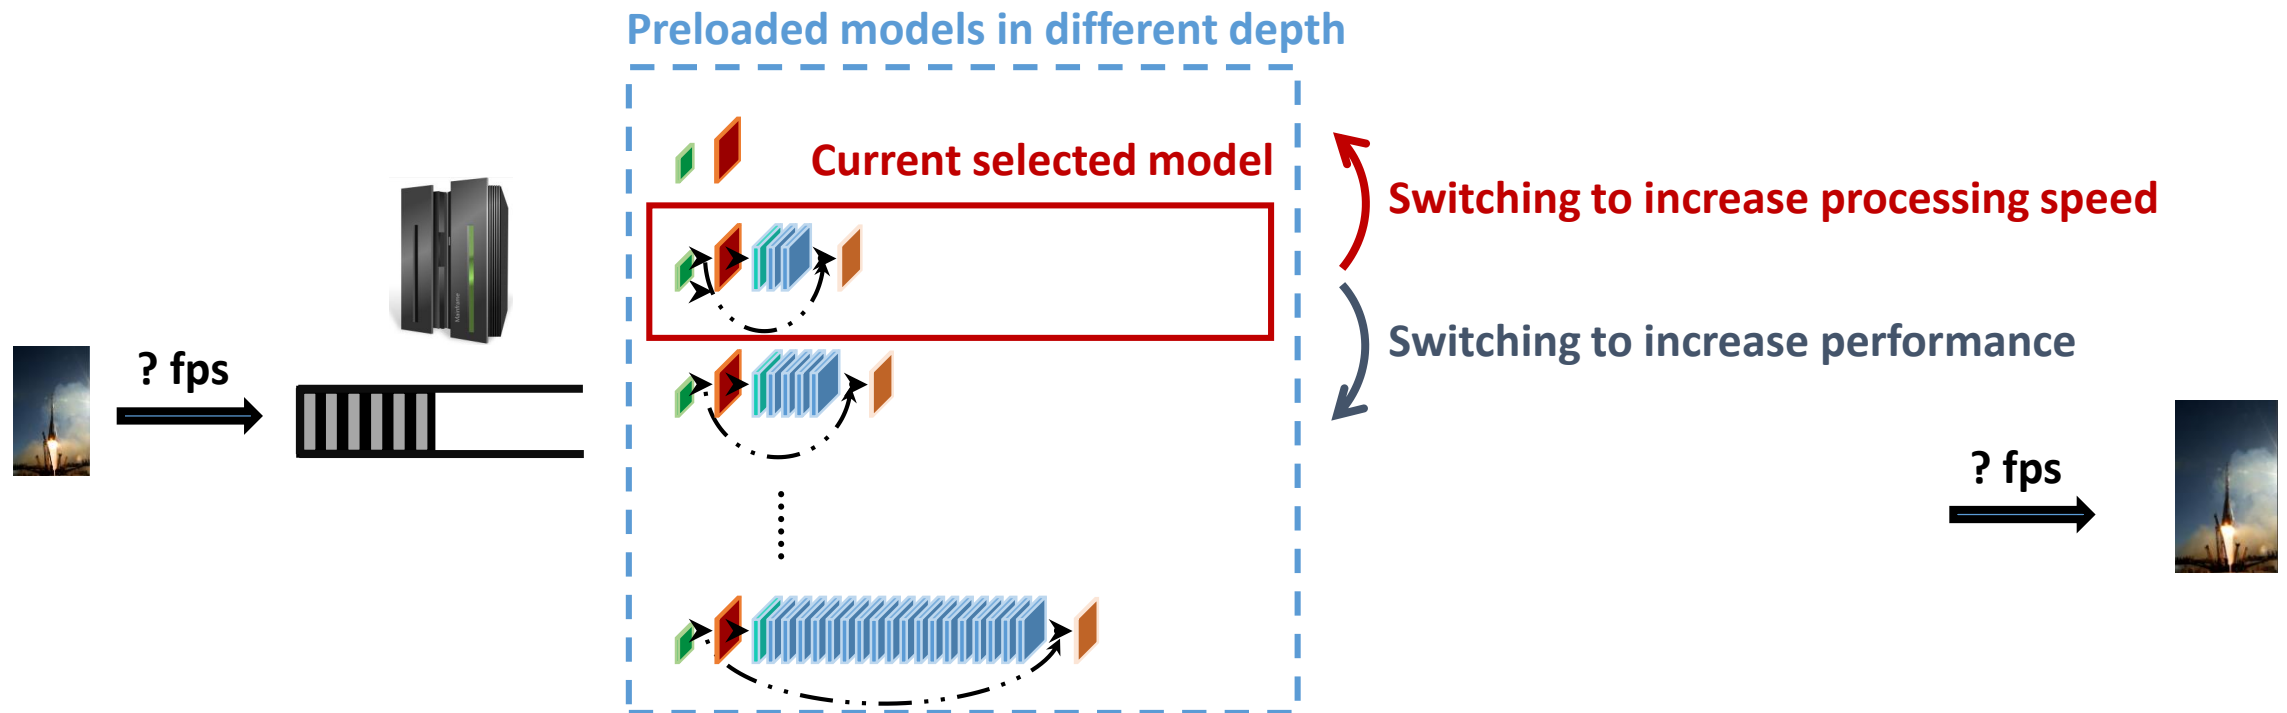 Preloaded models in different depth
Current selected model
Switching to increase processing speed
Switching to increase performance
? fps
? fps
Mainframe